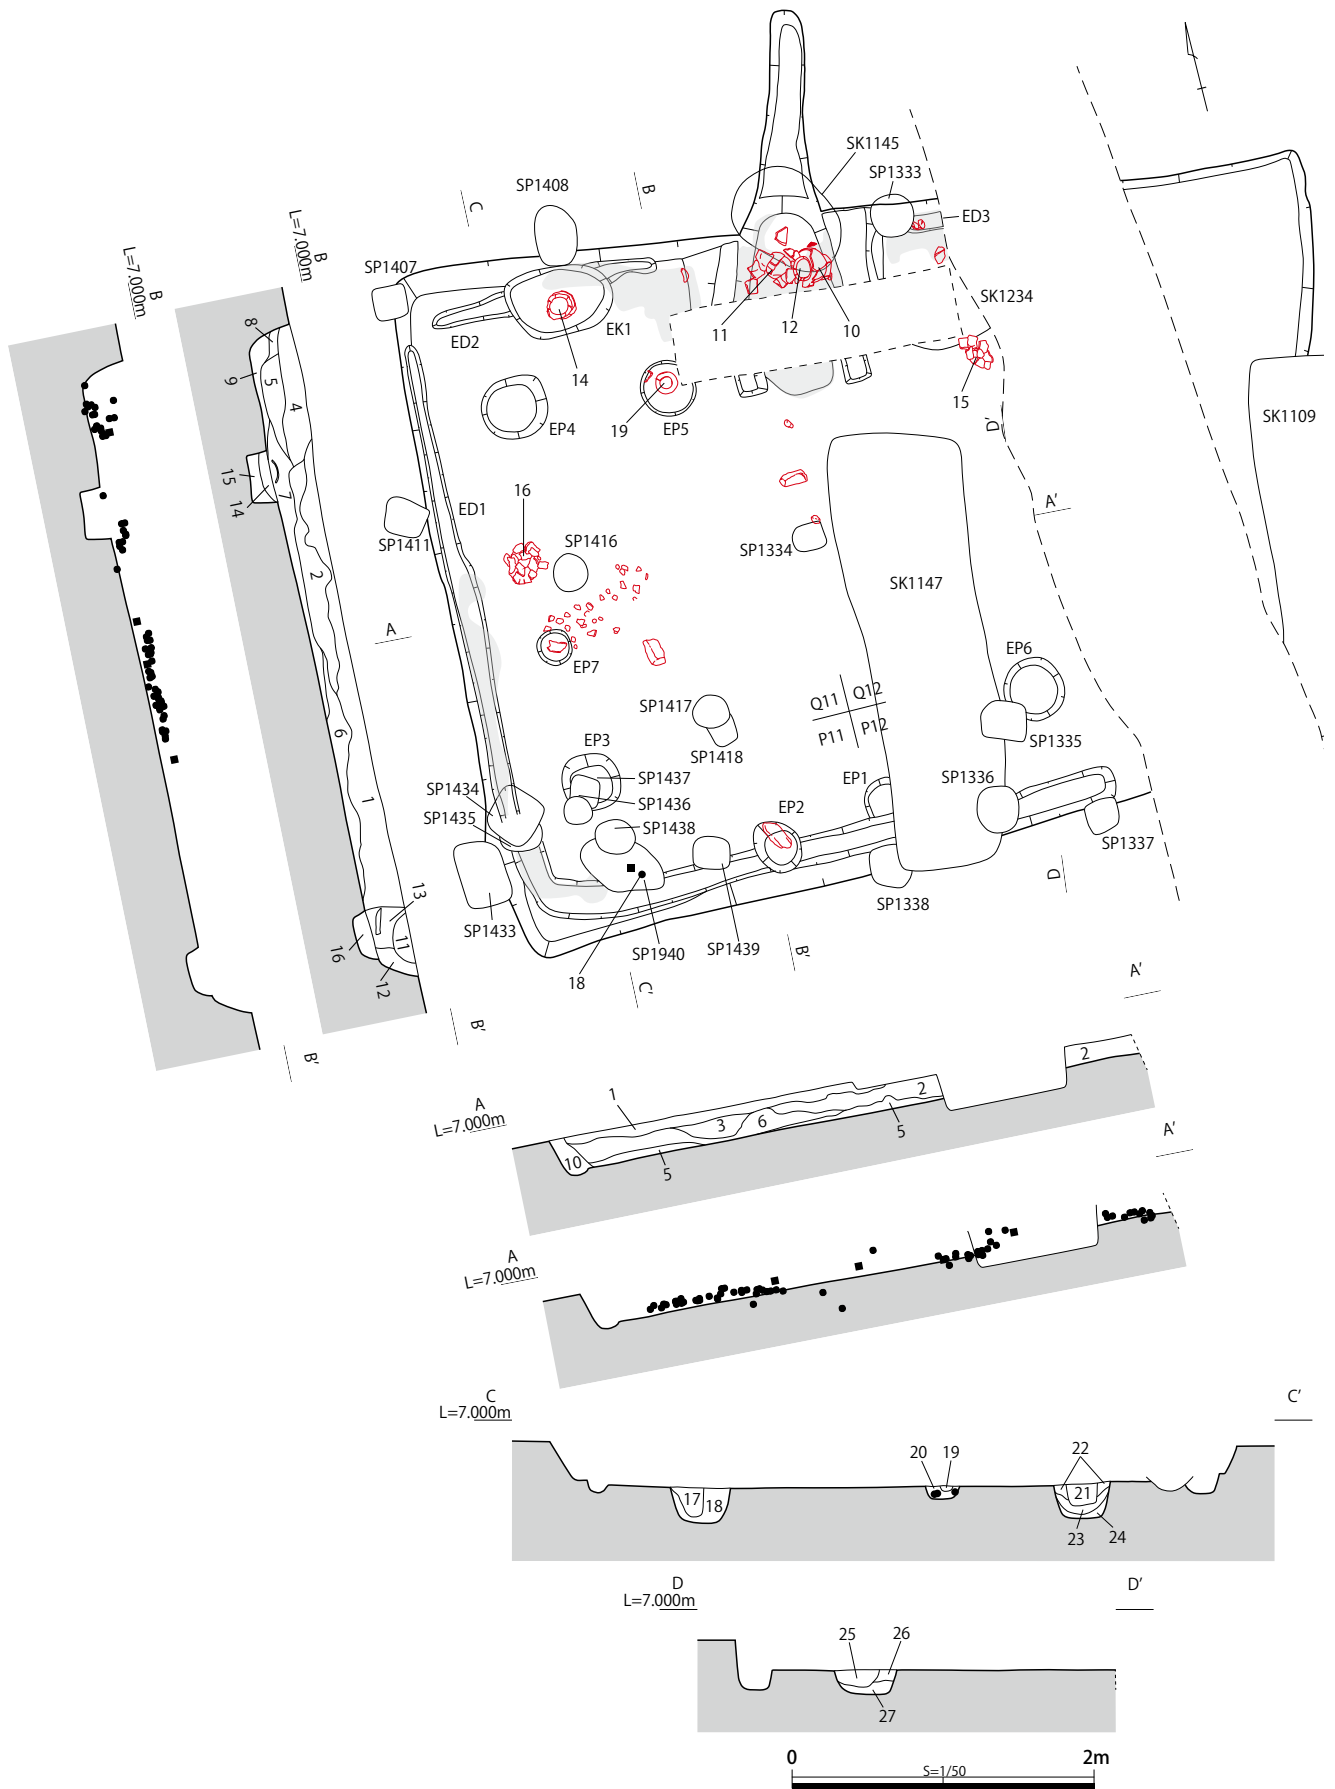 SK1145
SP1333
SP1408
B
C
ED3
B
L=7.000m
B
L=7.000m
SP1407
SK1234
8
9
5
4
ED2
EK1
11
12
10
14
15
D'
SK1109
EP4
19
EP5
15
14
7
16
ED1
SP1411
SP1416
SP1334
A'
2
SK1147
A
EP7
EP6
Q11
Q12
P11
P12
SP1417
SP1418
SP1335
6
EP3
SP1437
SP1436
SP1438
SP1434
SP1435
EP1
SP1336
EP2
1
SP1337
D
13
11
16
12
SP1433
SP1338
SP1439
SP1940
18
B'
C'
A'
B'
B'
1
2
2
A
L=7.000m
3
6
5
10
5
A'
A
L=7.000m
C
L=7.000m
C'
20
19
22
17
18
21
23
24
D
L=7.000m
D'
25
26
27
0
2m
S=1/50